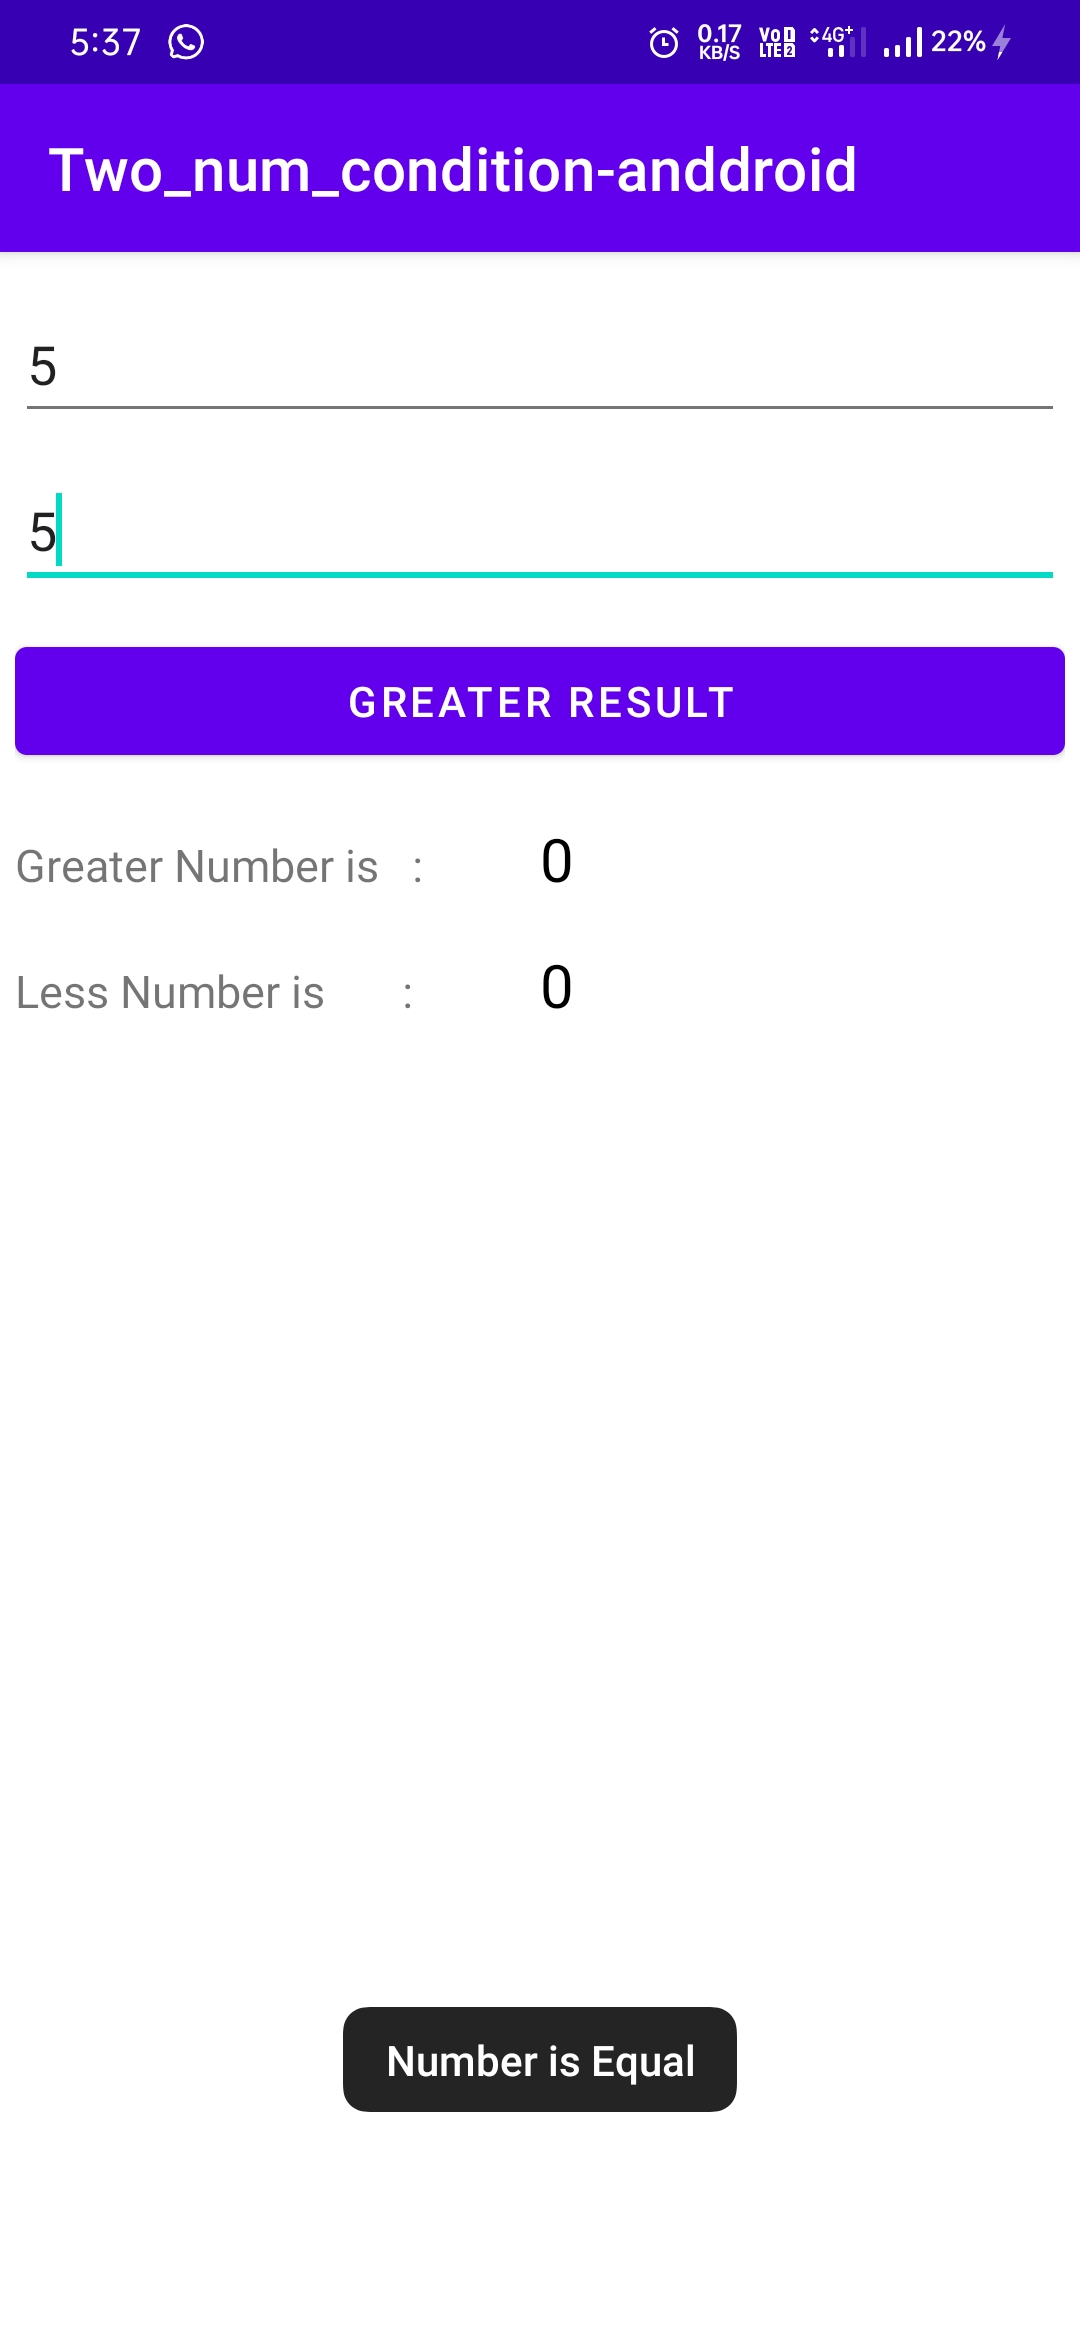 5:37 0.17 KB/S Vo 1 LTE 2 4G+ 22%
Two_num_condition-anddroid
5
5
GREATER RESULT
Greater Number is : 0
Less Number is : 0
Number is Equal